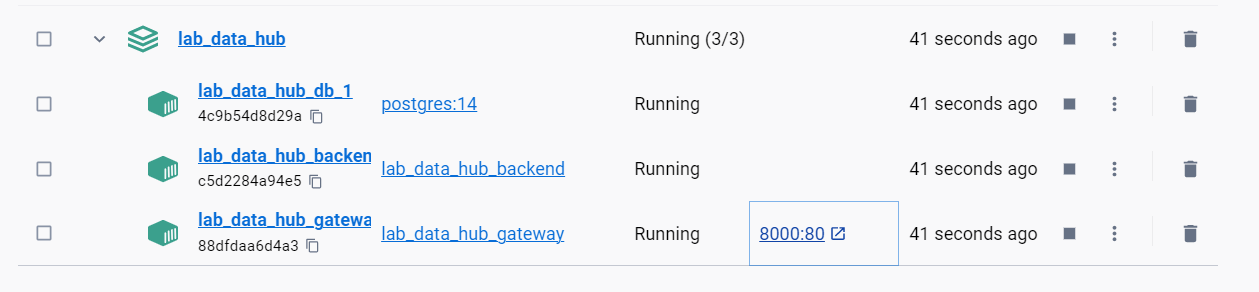 lab_data_hub Running (3/3) 41 seconds ago
lab_data_hub_db_1 postgres:14 Running 41 seconds ago
4c9b54d8d29a
lab_data_hub_backen lab_data_hub_backend Running 41 seconds ago
c5d2284a94e5
lab_data_hub_gatewa lab_data_hub_gateway Running 8000:80 41 seconds ago
88dfdaa6d4a3